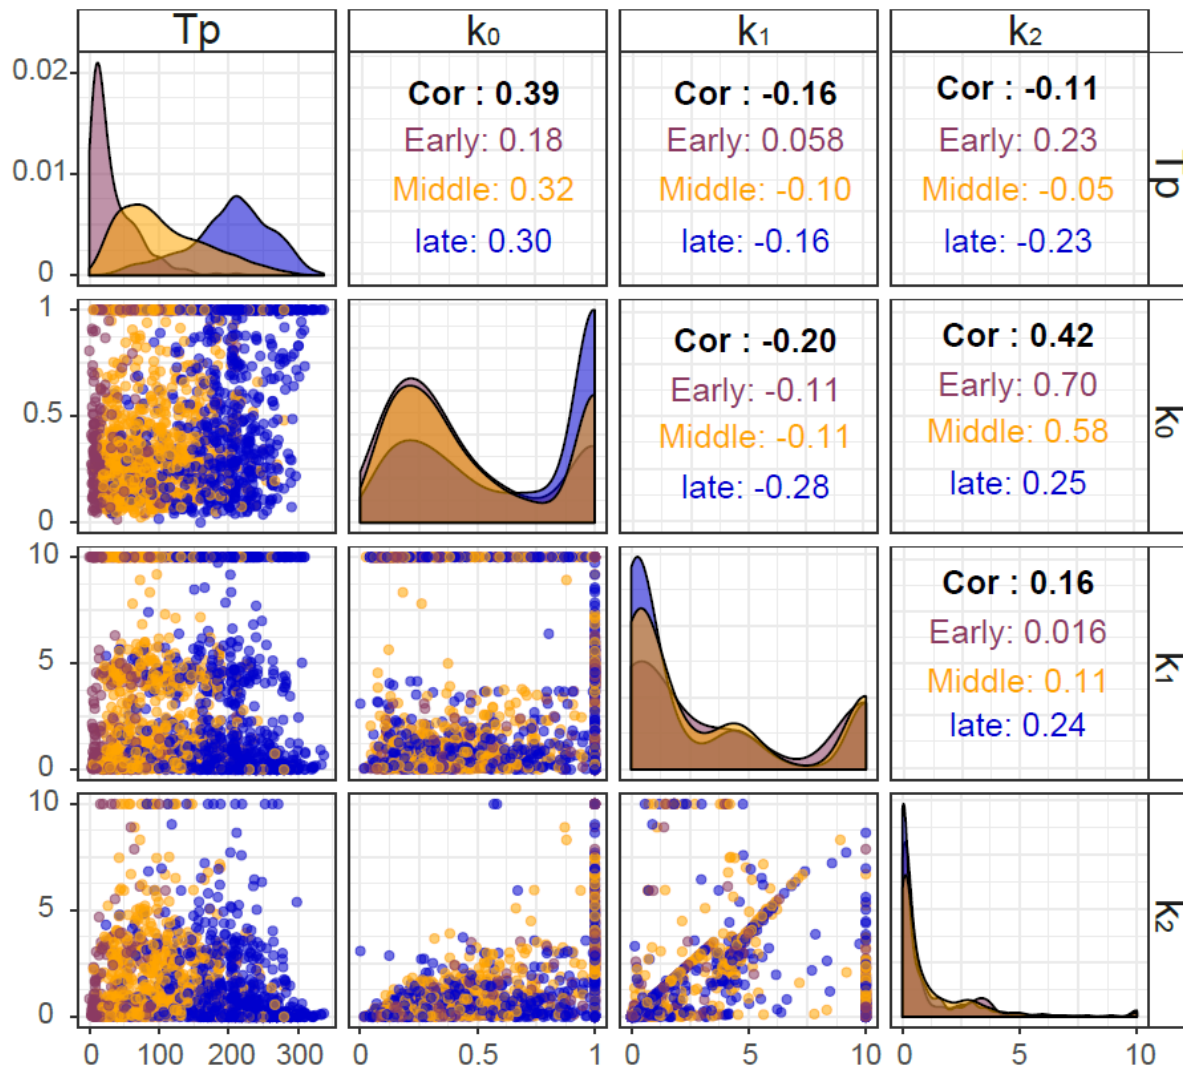 Tp k₀ k₁ k₂
0.02
0.01
0
Cor : 0.39
Early: 0.18
Middle: 0.32
late: 0.30
Cor : -0.16
Early: 0.058
Middle: -0.10
late: -0.16
Cor : -0.11
Early: 0.23
Middle: -0.05
late: -0.23
Tp
1
0.5
0
Cor : -0.20
Early: -0.11
Middle: -0.11
late: -0.28
Cor : 0.42
Early: 0.70
Middle: 0.58
late: 0.25
k₀
10
5
0
Cor : 0.16
Early: 0.016
Middle: 0.11
late: 0.24
k₁
10
5
0
k₂
0 100 200 300 0 0.5 1 0 5 10 0 5 10